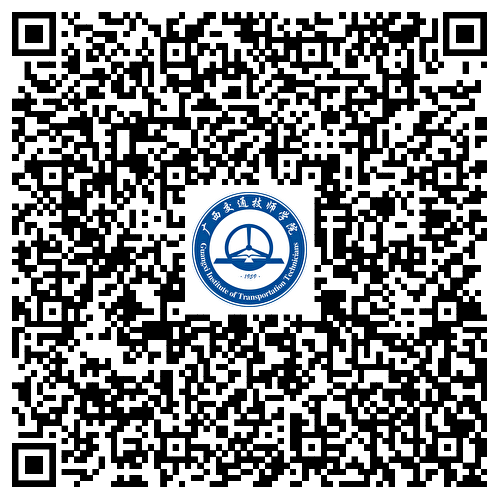 广西交通技师学院
·1959·
Guangxi Institute of Transportation Technicians